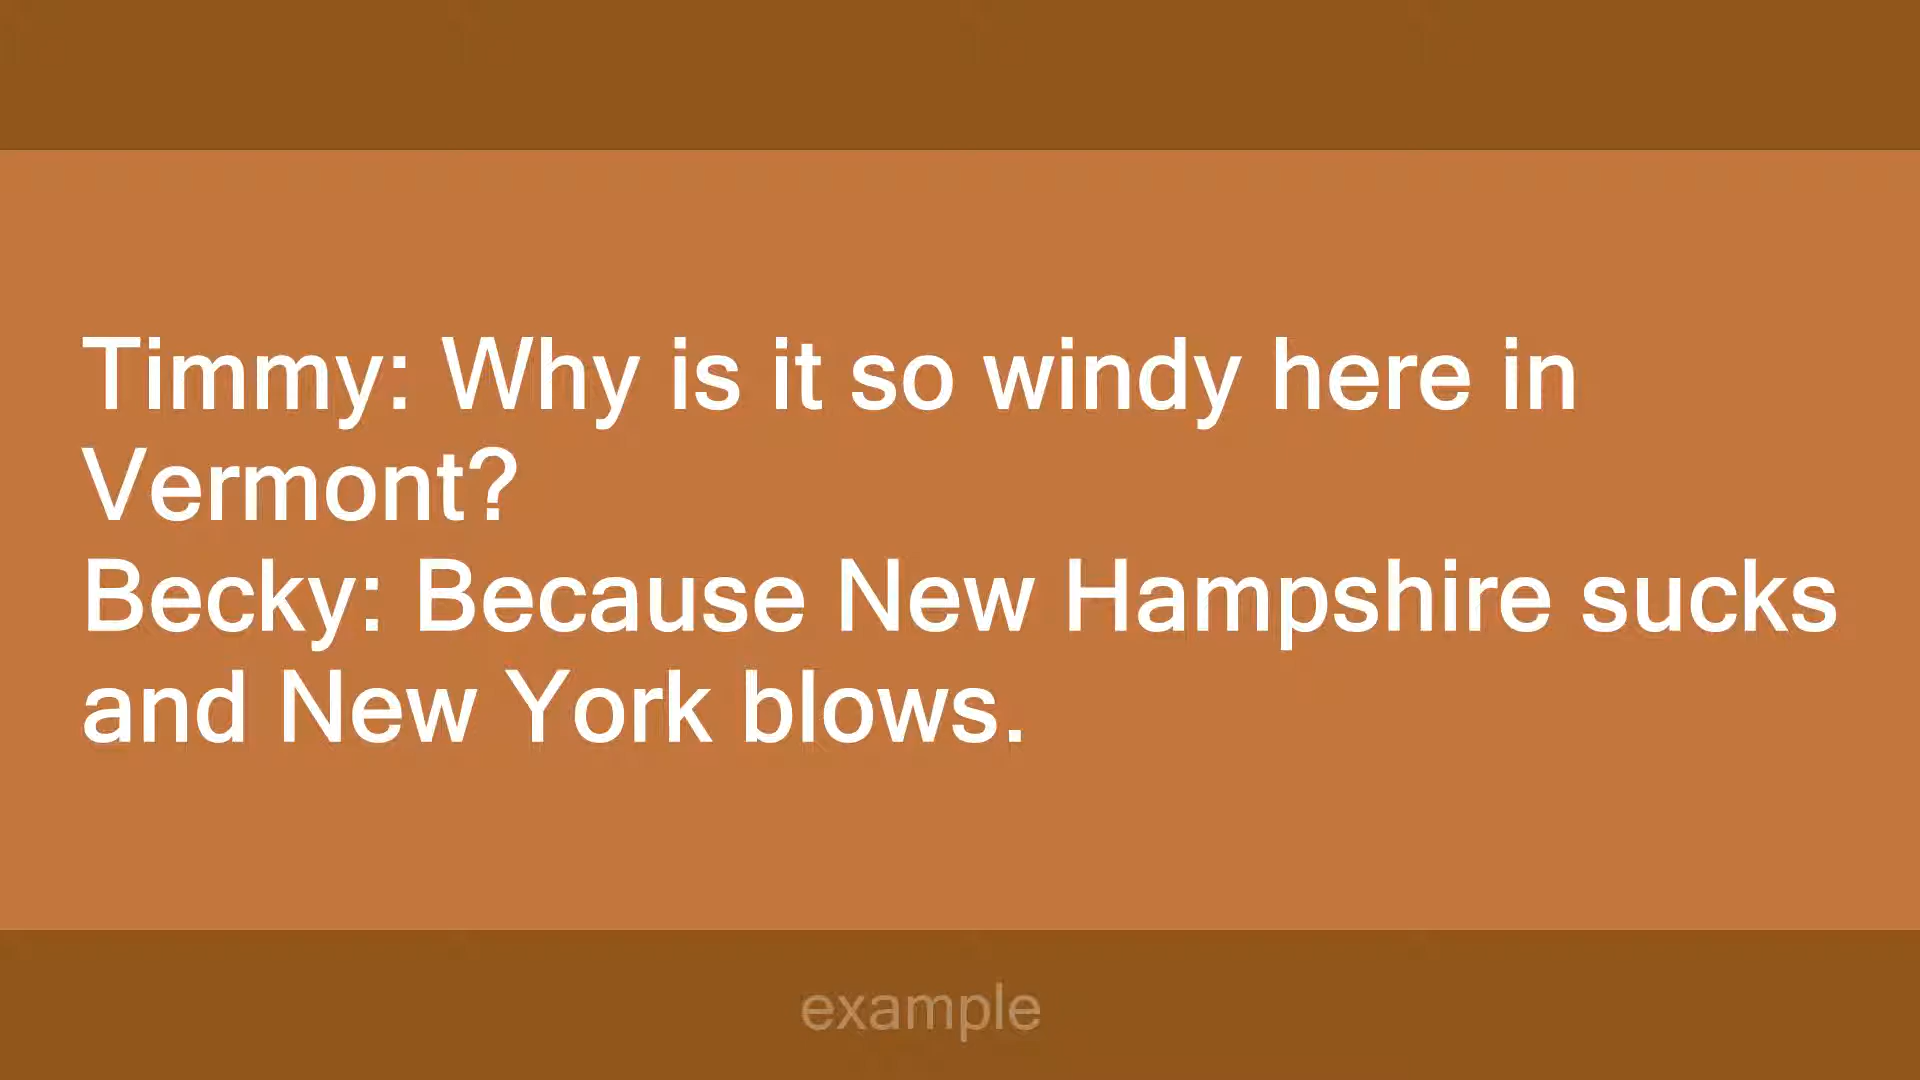 Timmy: Why is it so windy here in
Vermont?
Becky: Because New Hampshire sucks
and New York blows.
example